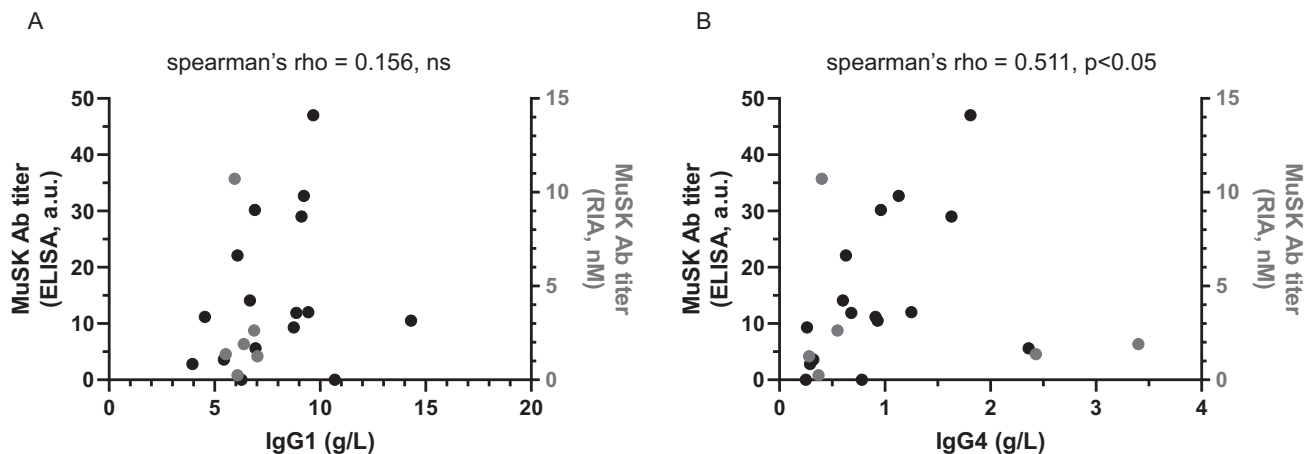 A
spearman's rho = 0.156, ns
MuSK Ab titer
(ELISA, a.u.)
50
40
30
20
10
0
15
10
5
0
MuSK Ab titer
(RIA, nM)
0 5 10 15 20
IgG1 (g/L)
B
spearman's rho = 0.511, p<0.05
MuSK Ab titer
(ELISA, a.u.)
50
40
30
20
10
0
15
10
5
0
MuSK Ab titer
(RIA, nM)
0 1 2 3 4
IgG4 (g/L)